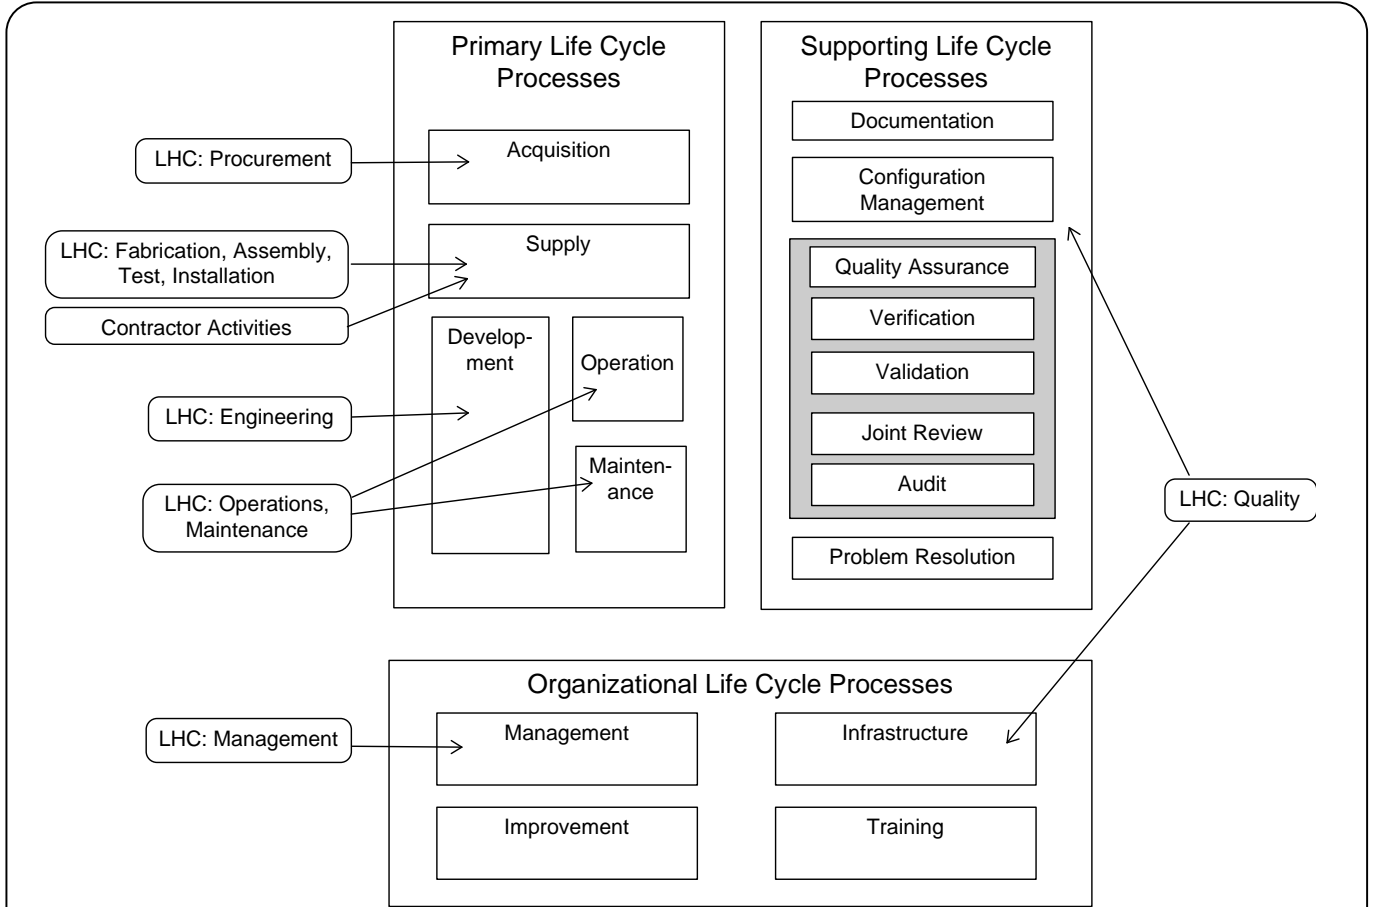 Primary Life Cycle
Processes
Supporting Life Cycle
Processes
Documentation
LHC: Procurement
Acquisition
Configuration
Management
LHC: Fabrication, Assembly,
Test, Installation
Supply
Quality Assurance
Contractor Activities
Verification
Develop-
ment
Operation
Validation
LHC: Engineering
Joint Review
Mainten-
ance
Audit
LHC: Operations,
Maintenance
LHC: Quality
Problem Resolution
Organizational Life Cycle Processes
LHC: Management
Management
Infrastructure
Improvement
Training